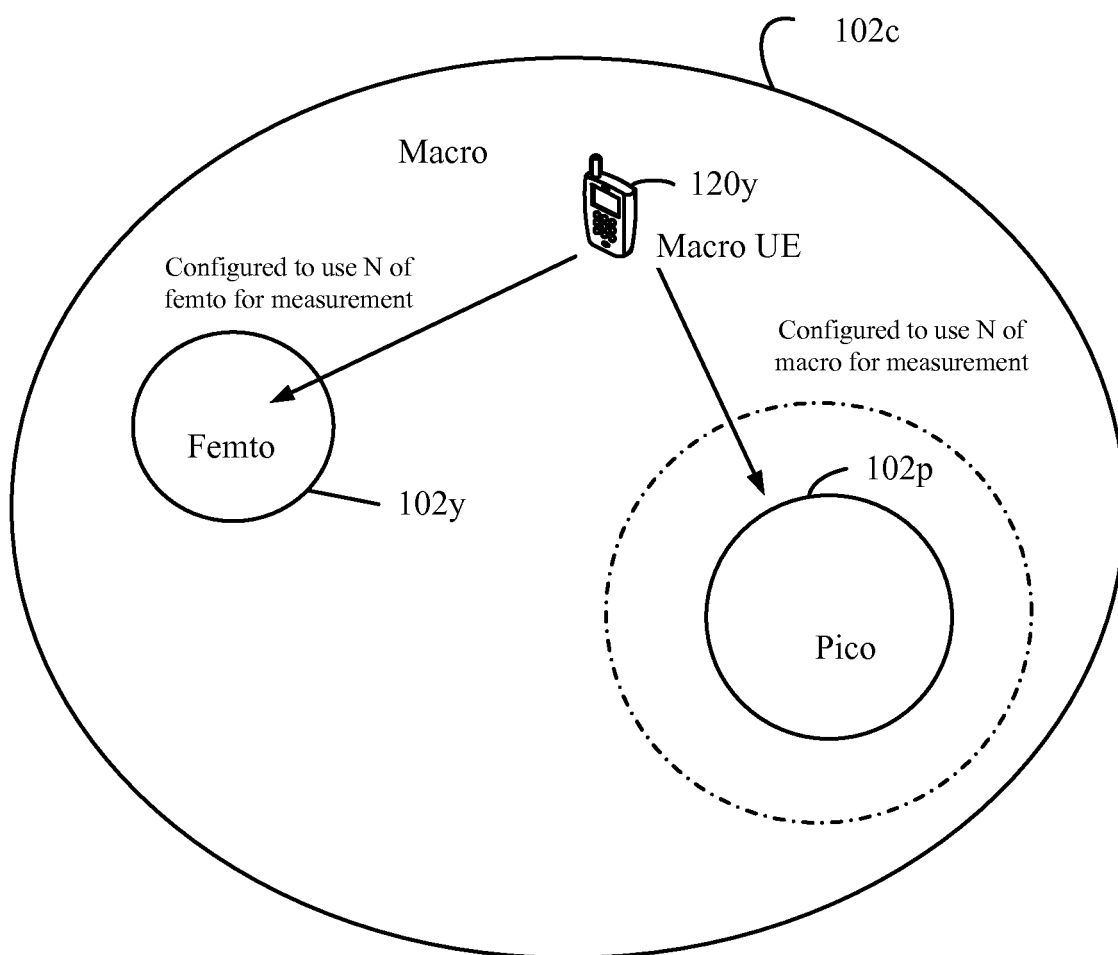 102c
Macro
120y
Macro UE
Configured to use N of
femto for measurement
Configured to use N of
macro for measurement
Femto
102y
102p
Pico